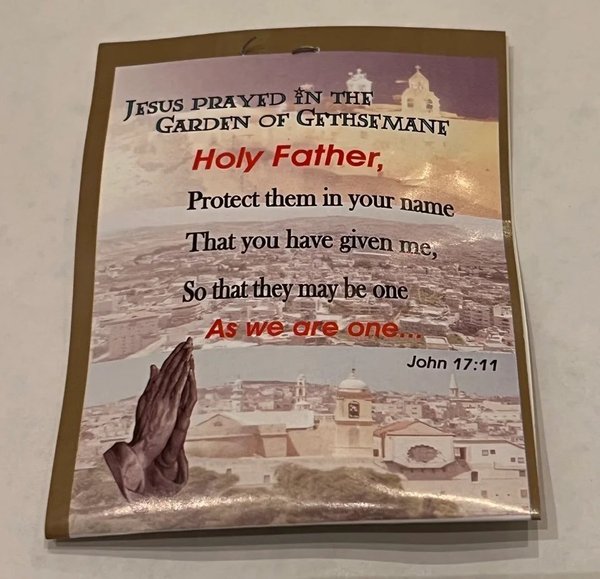 JESUS PRAYED IN THE
GARDEN OF GETHSEMANE
Holy Father,
Protect them in your name
That you have given me,
So that they may be one
As we are one...
John 17:11